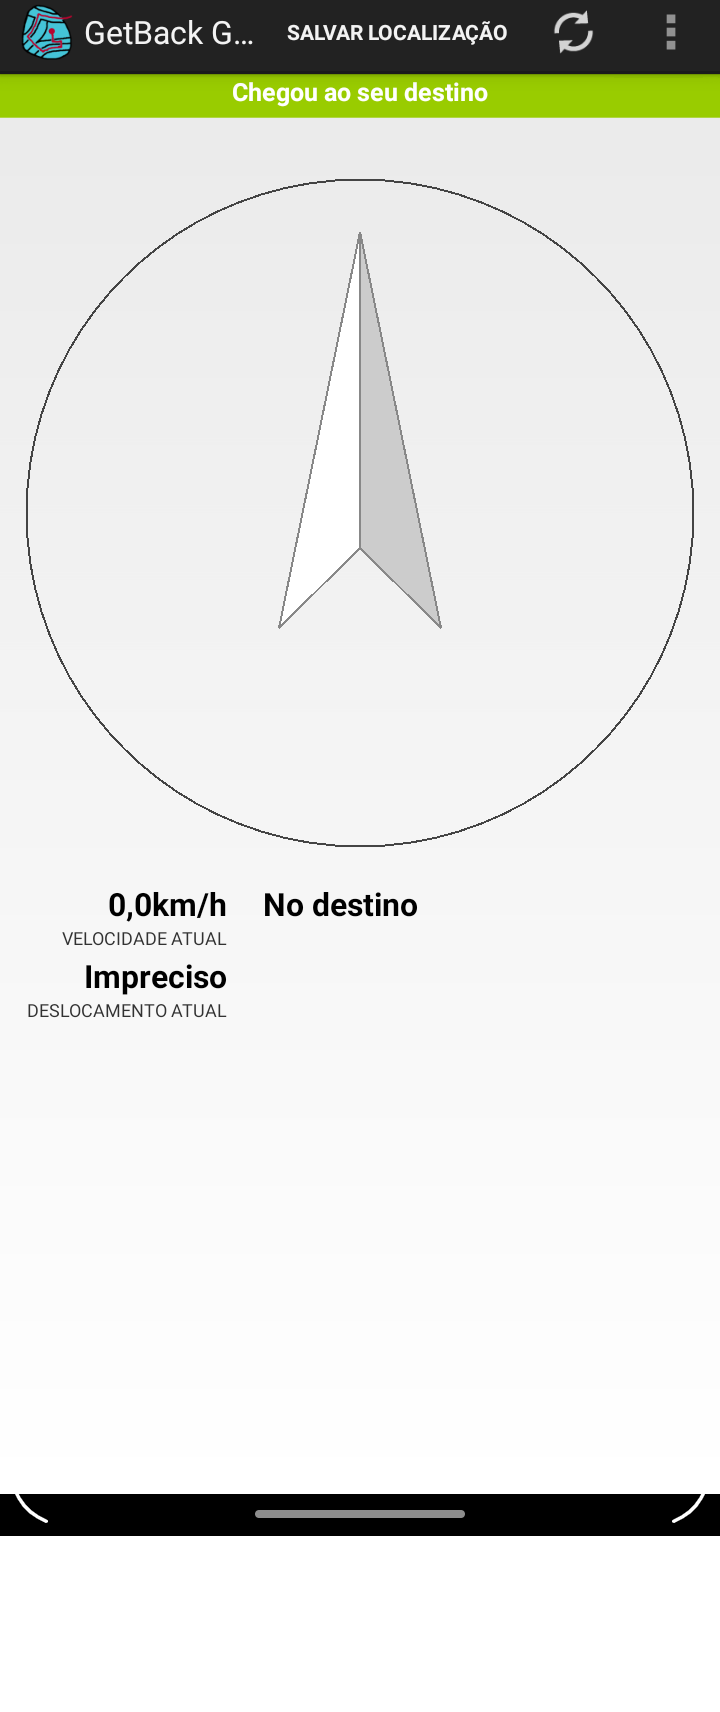 GetBack G...
SALVAR LOCALIZAÇÃO
Chegou ao seu destino
0,0km/h
No destino
VELOCIDADE ATUAL
Impreciso
DESLOCAMENTO ATUAL